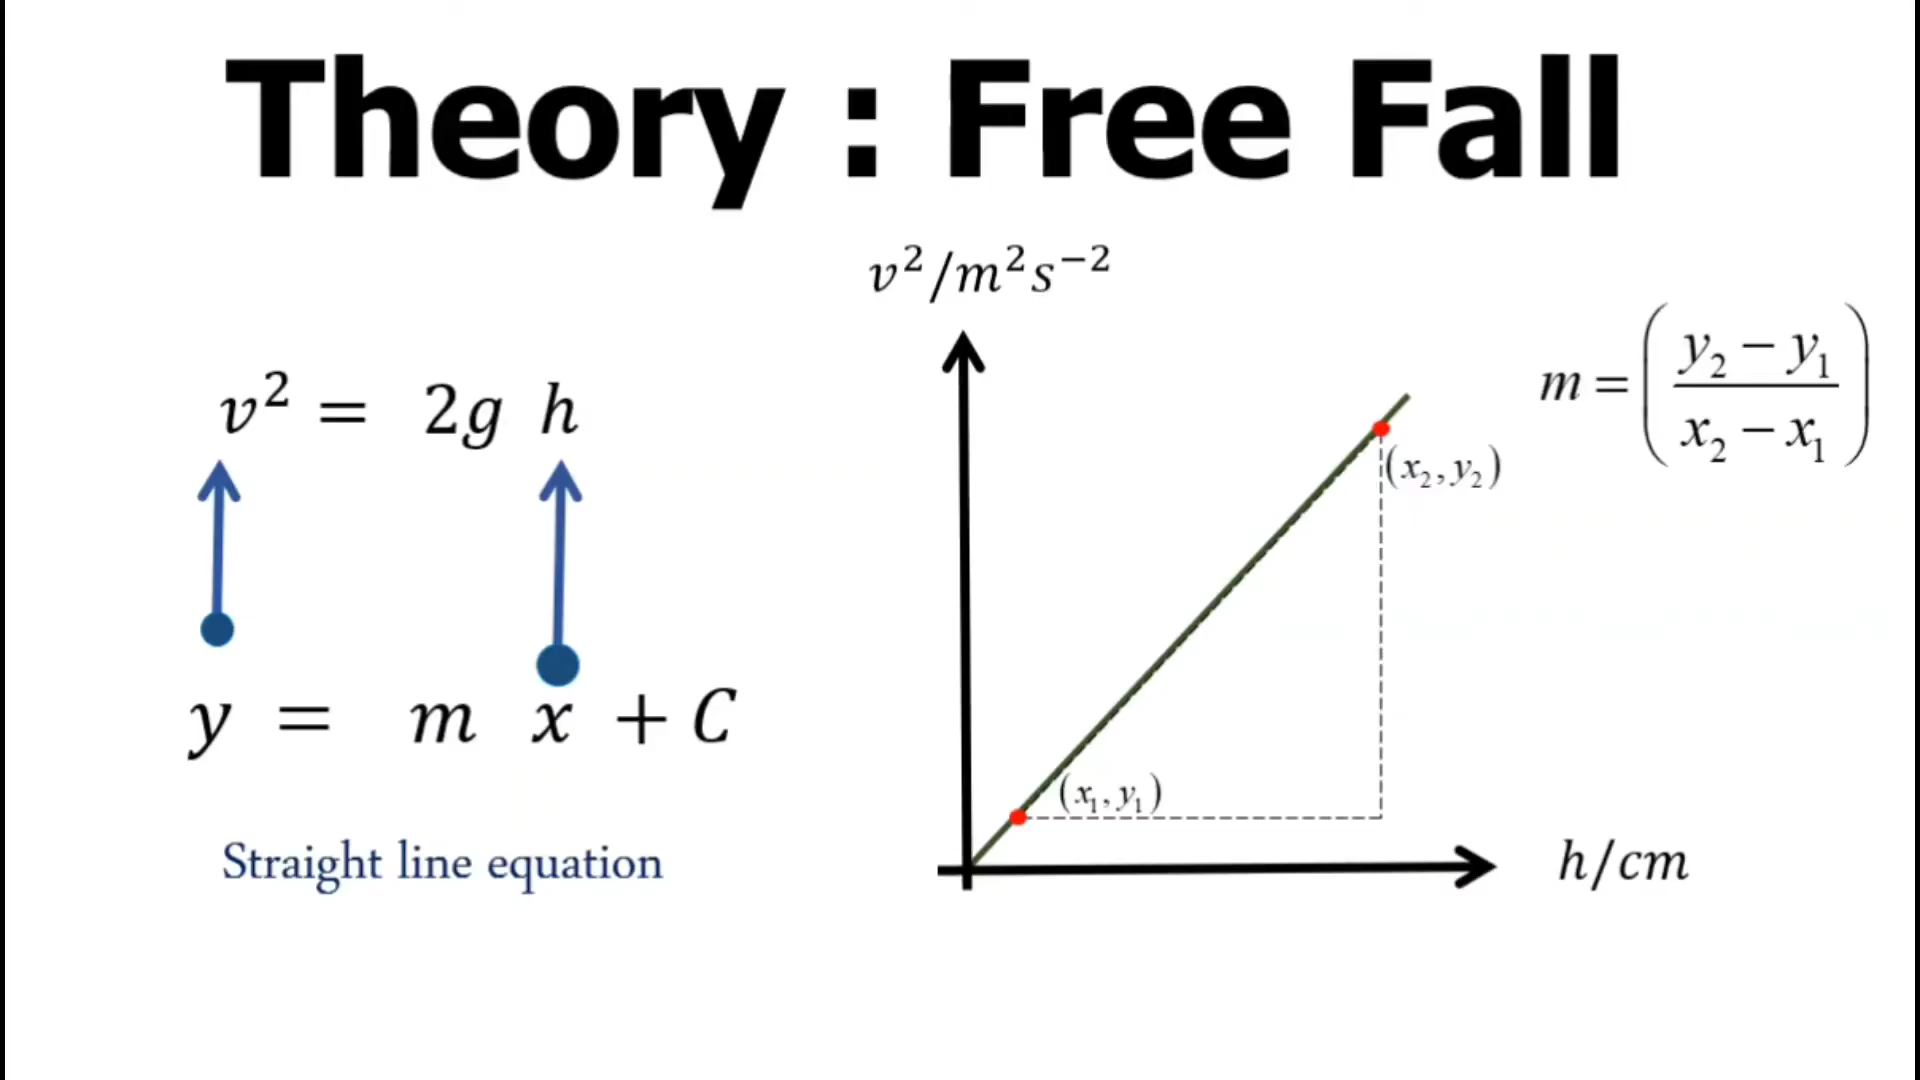 Theory : Free Fall
v²/m²s⁻²
v² = 2g h
m = ( (y₂ − y₁) / (x₂ − x₁) )
(x₂, y₂)
y = m x + C
(x₁, y₁)
Straight line equation
h/cm